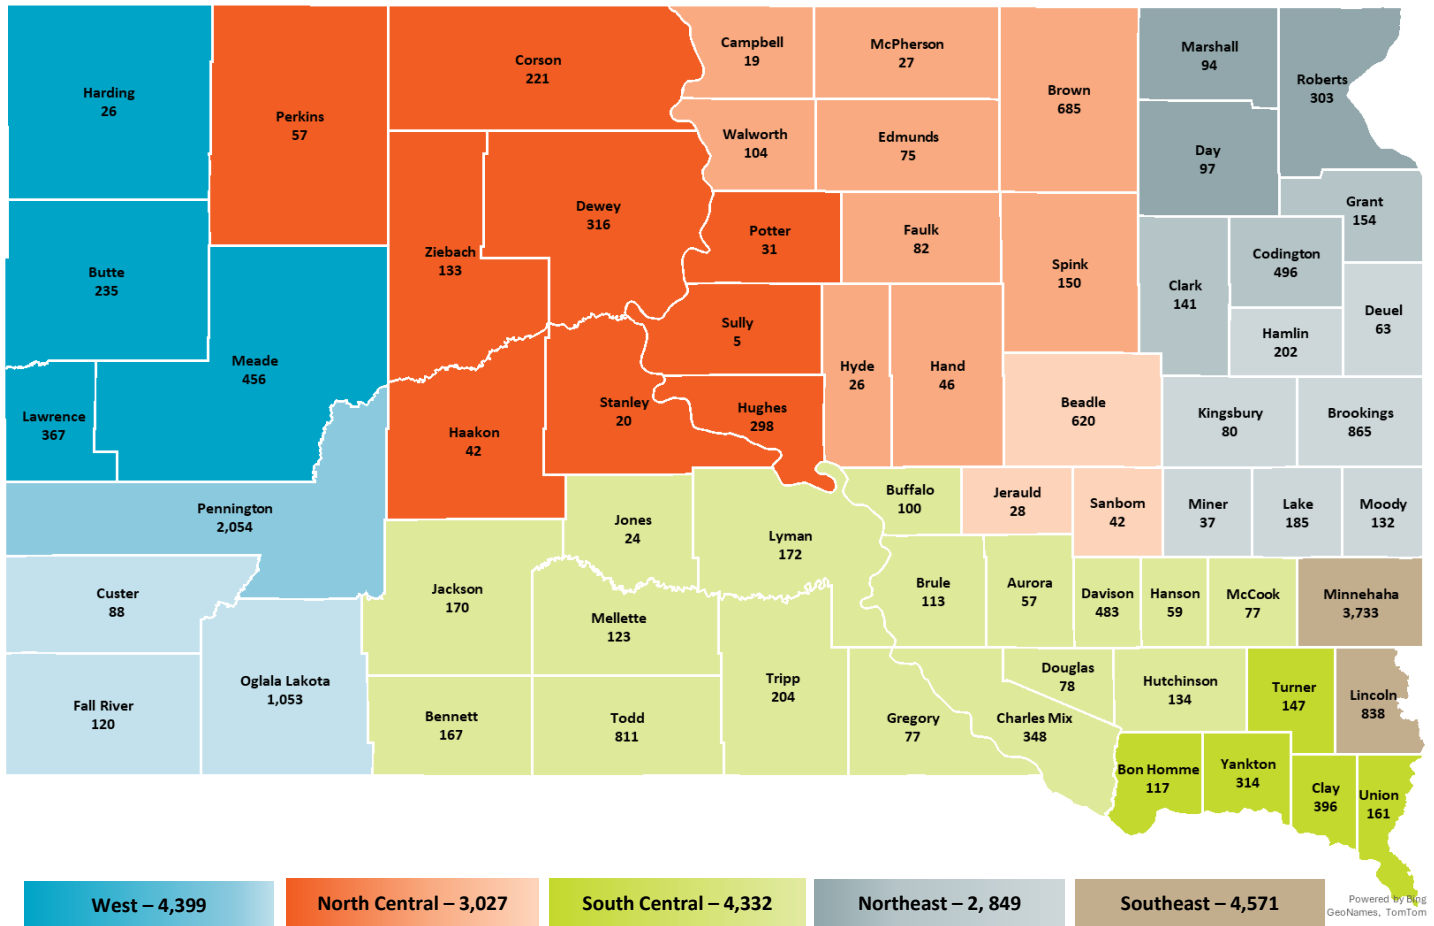 Harding
26
Perkins
57
Corson
221
Campbell
19
McPherson
27
Brown
685
Marshall
94
Roberts
303
Walworth
104
Edmunds
75
Day
97
Butte
235
Meade
456
Ziebach
133
Dewey
316
Potter
31
Faulk
82
Spink
150
Clark
141
Codington
496
Grant
154
Deuel
63
Hamlin
202
Sully
5
Lawrence
367
Haakon
42
Stanley
20
Hughes
298
Hyde
26
Hand
46
Beadle
620
Kingsbury
80
Brookings
865
Pennington
2,054
Jones
24
Lyman
172
Buffalo
100
Jerauld
28
Sanborn
42
Miner
37
Lake
185
Moody
132
Custer
88
Jackson
170
Mellette
123
Brule
113
Aurora
57
Davison
483
Hanson
59
McCook
77
Minnehaha
3,733
Fall River
120
Oglala Lakota
1,053
Bennett
167
Todd
811
Tripp
204
Gregory
77
Charles Mix
348
Douglas
78
Hutchinson
134
Turner
147
Lincoln
838
Bon Homme
117
Yankton
314
Clay
396
Union
161
West – 4,399
North Central – 3,027
South Central – 4,332
Northeast – 2, 849
Southeast – 4,571
Powered by Bing
GeoNames, TomTom